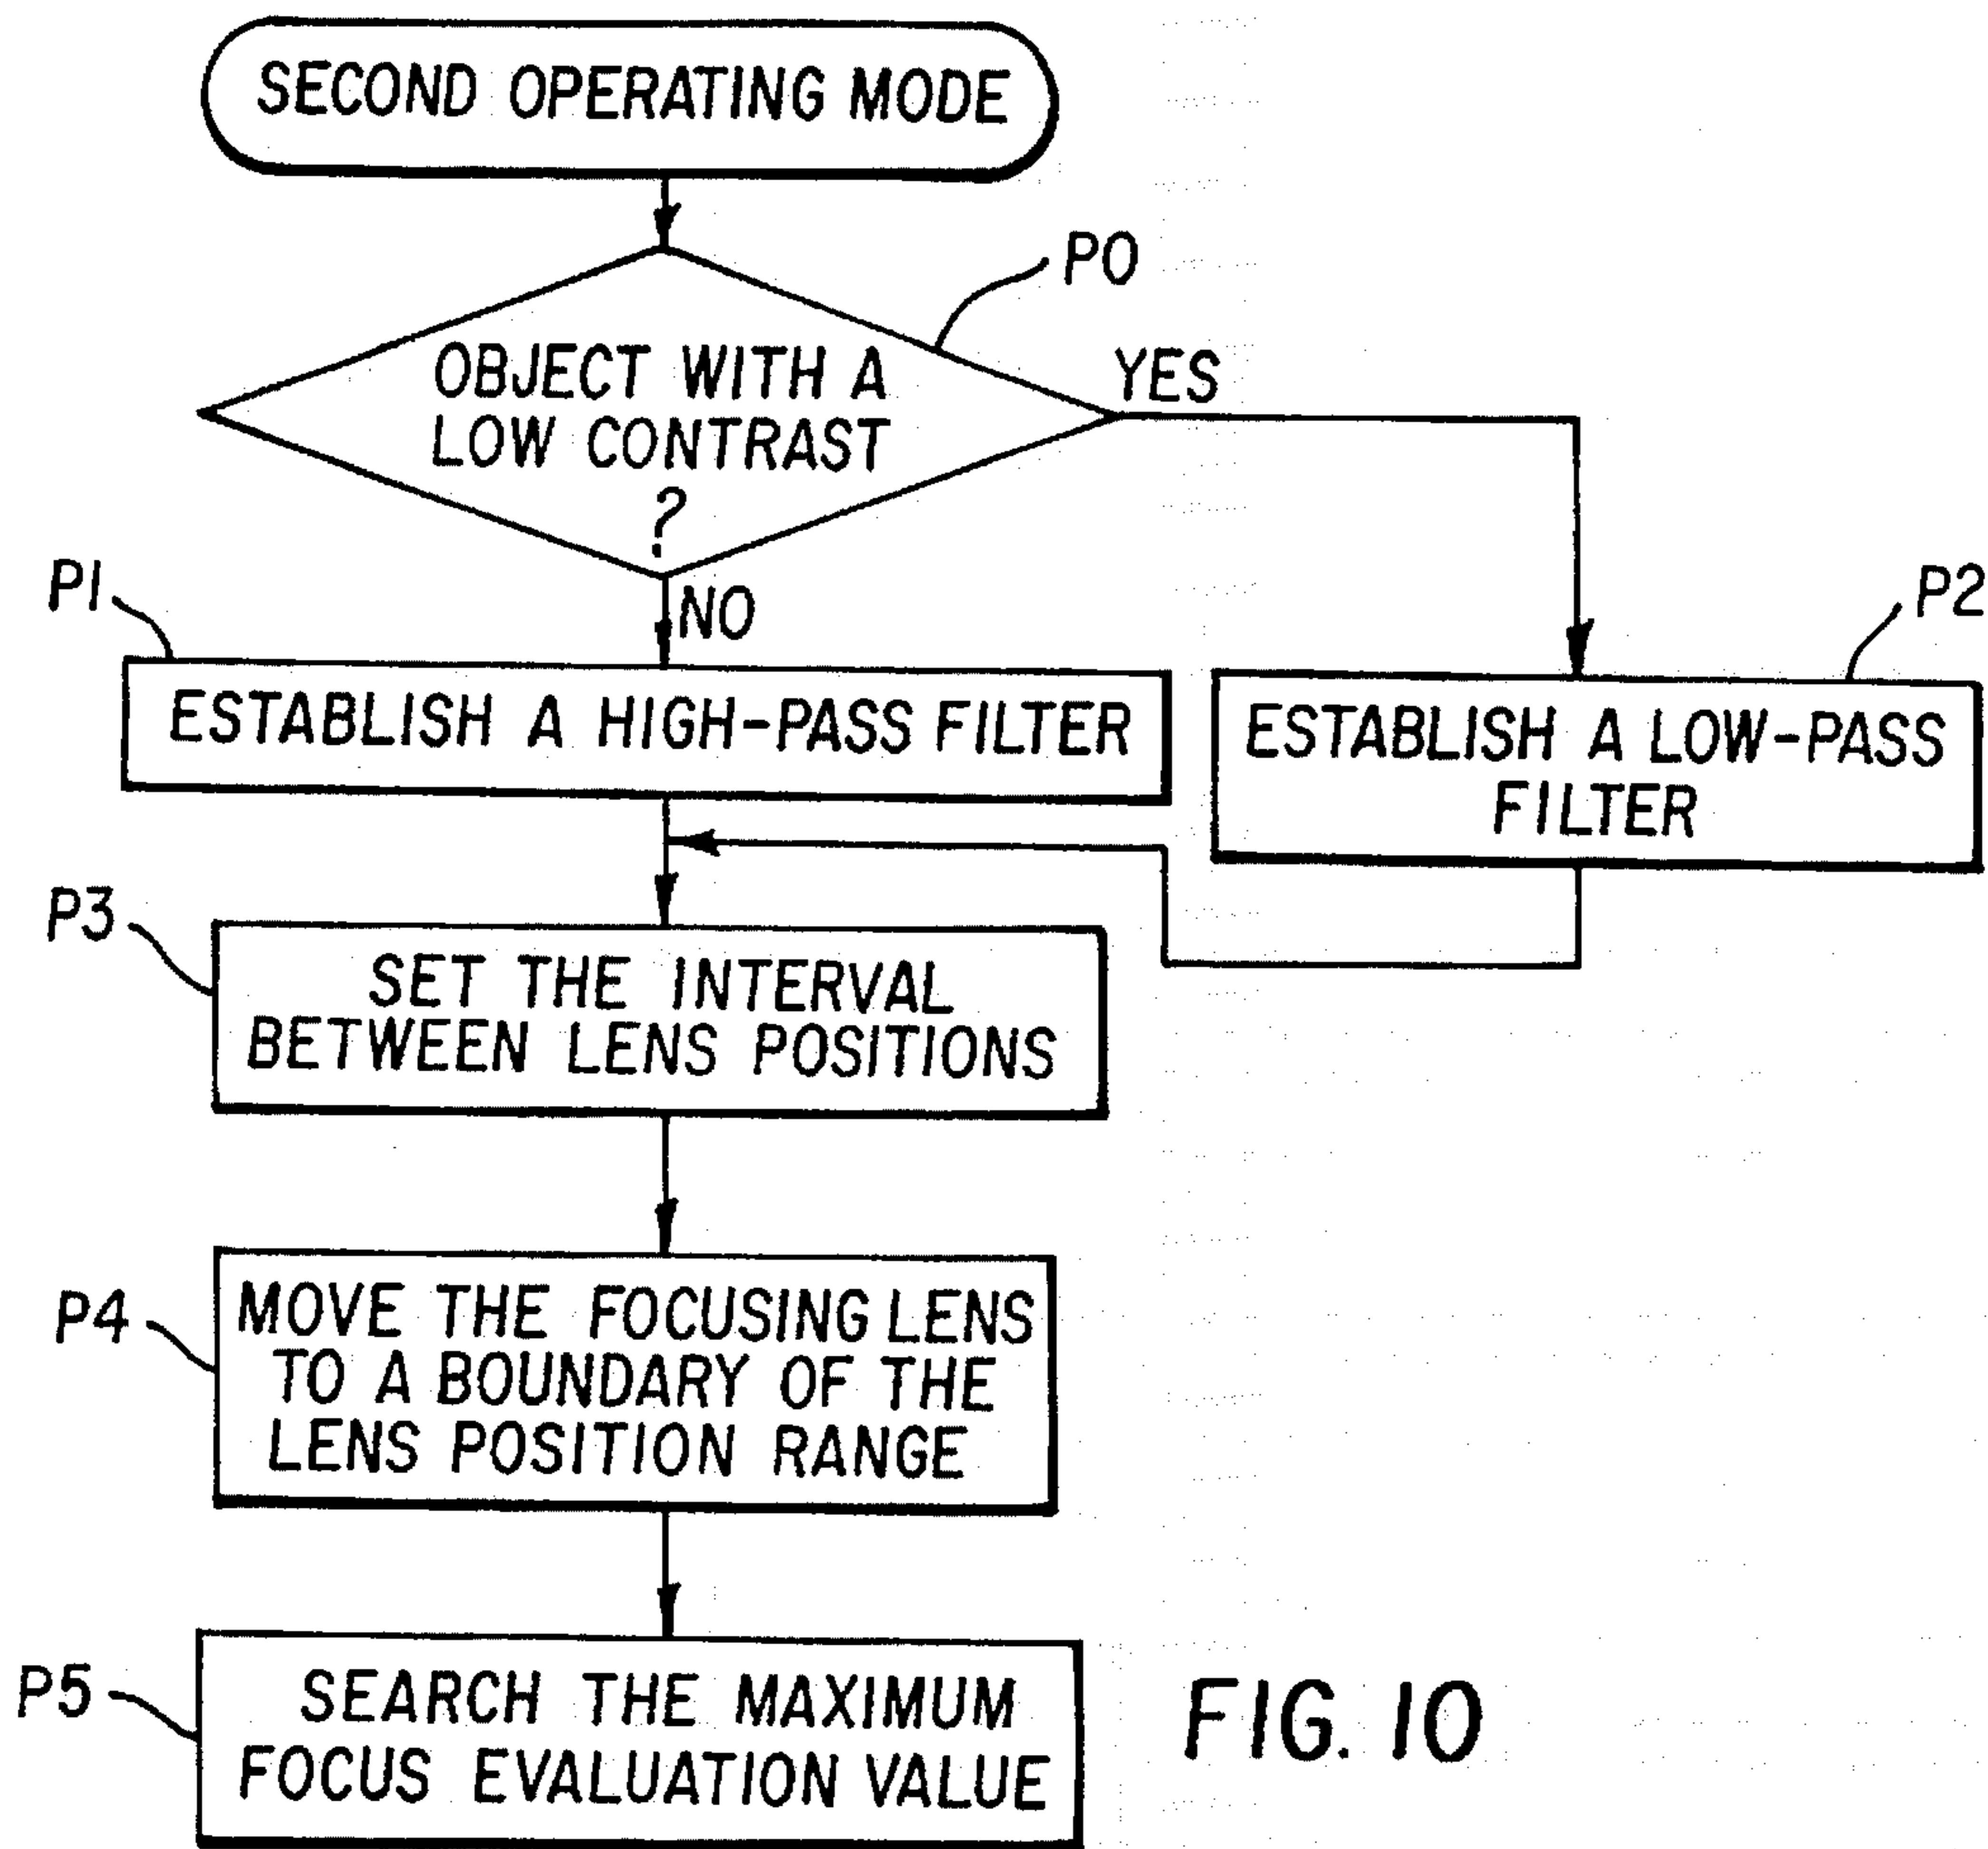 SECOND OPERATING MODE
P0
OBJECT WITH A
LOW CONTRAST
?
YES
NO
P1
ESTABLISH A HIGH-PASS FILTER
P2
ESTABLISH A LOW-PASS
FILTER
P3
SET THE INTERVAL
BETWEEN LENS POSITIONS
P4
MOVE THE FOCUSING LENS
TO A BOUNDARY OF THE
LENS POSITION RANGE
P5
SEARCH THE MAXIMUM
FOCUS EVALUATION VALUE
FIG. 10